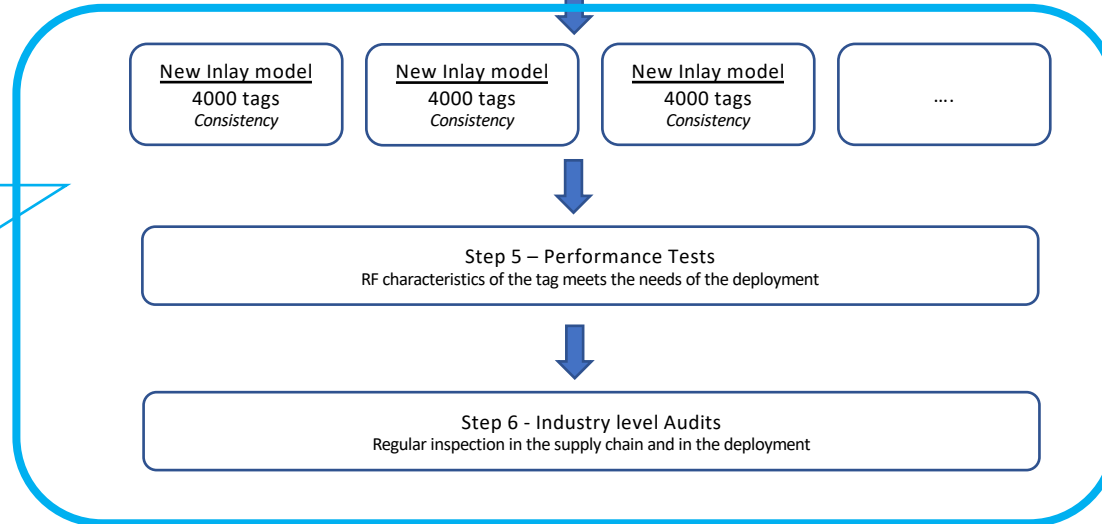 New Inlay model
4000 tags
Consistency
New Inlay model
4000 tags
Consistency
New Inlay model
4000 tags
Consistency
....
Step 5 – Performance Tests
RF characteristics of the tag meets the needs of the deployment
Step 6 - Industry level Audits
Regular inspection in the supply chain and in the deployment